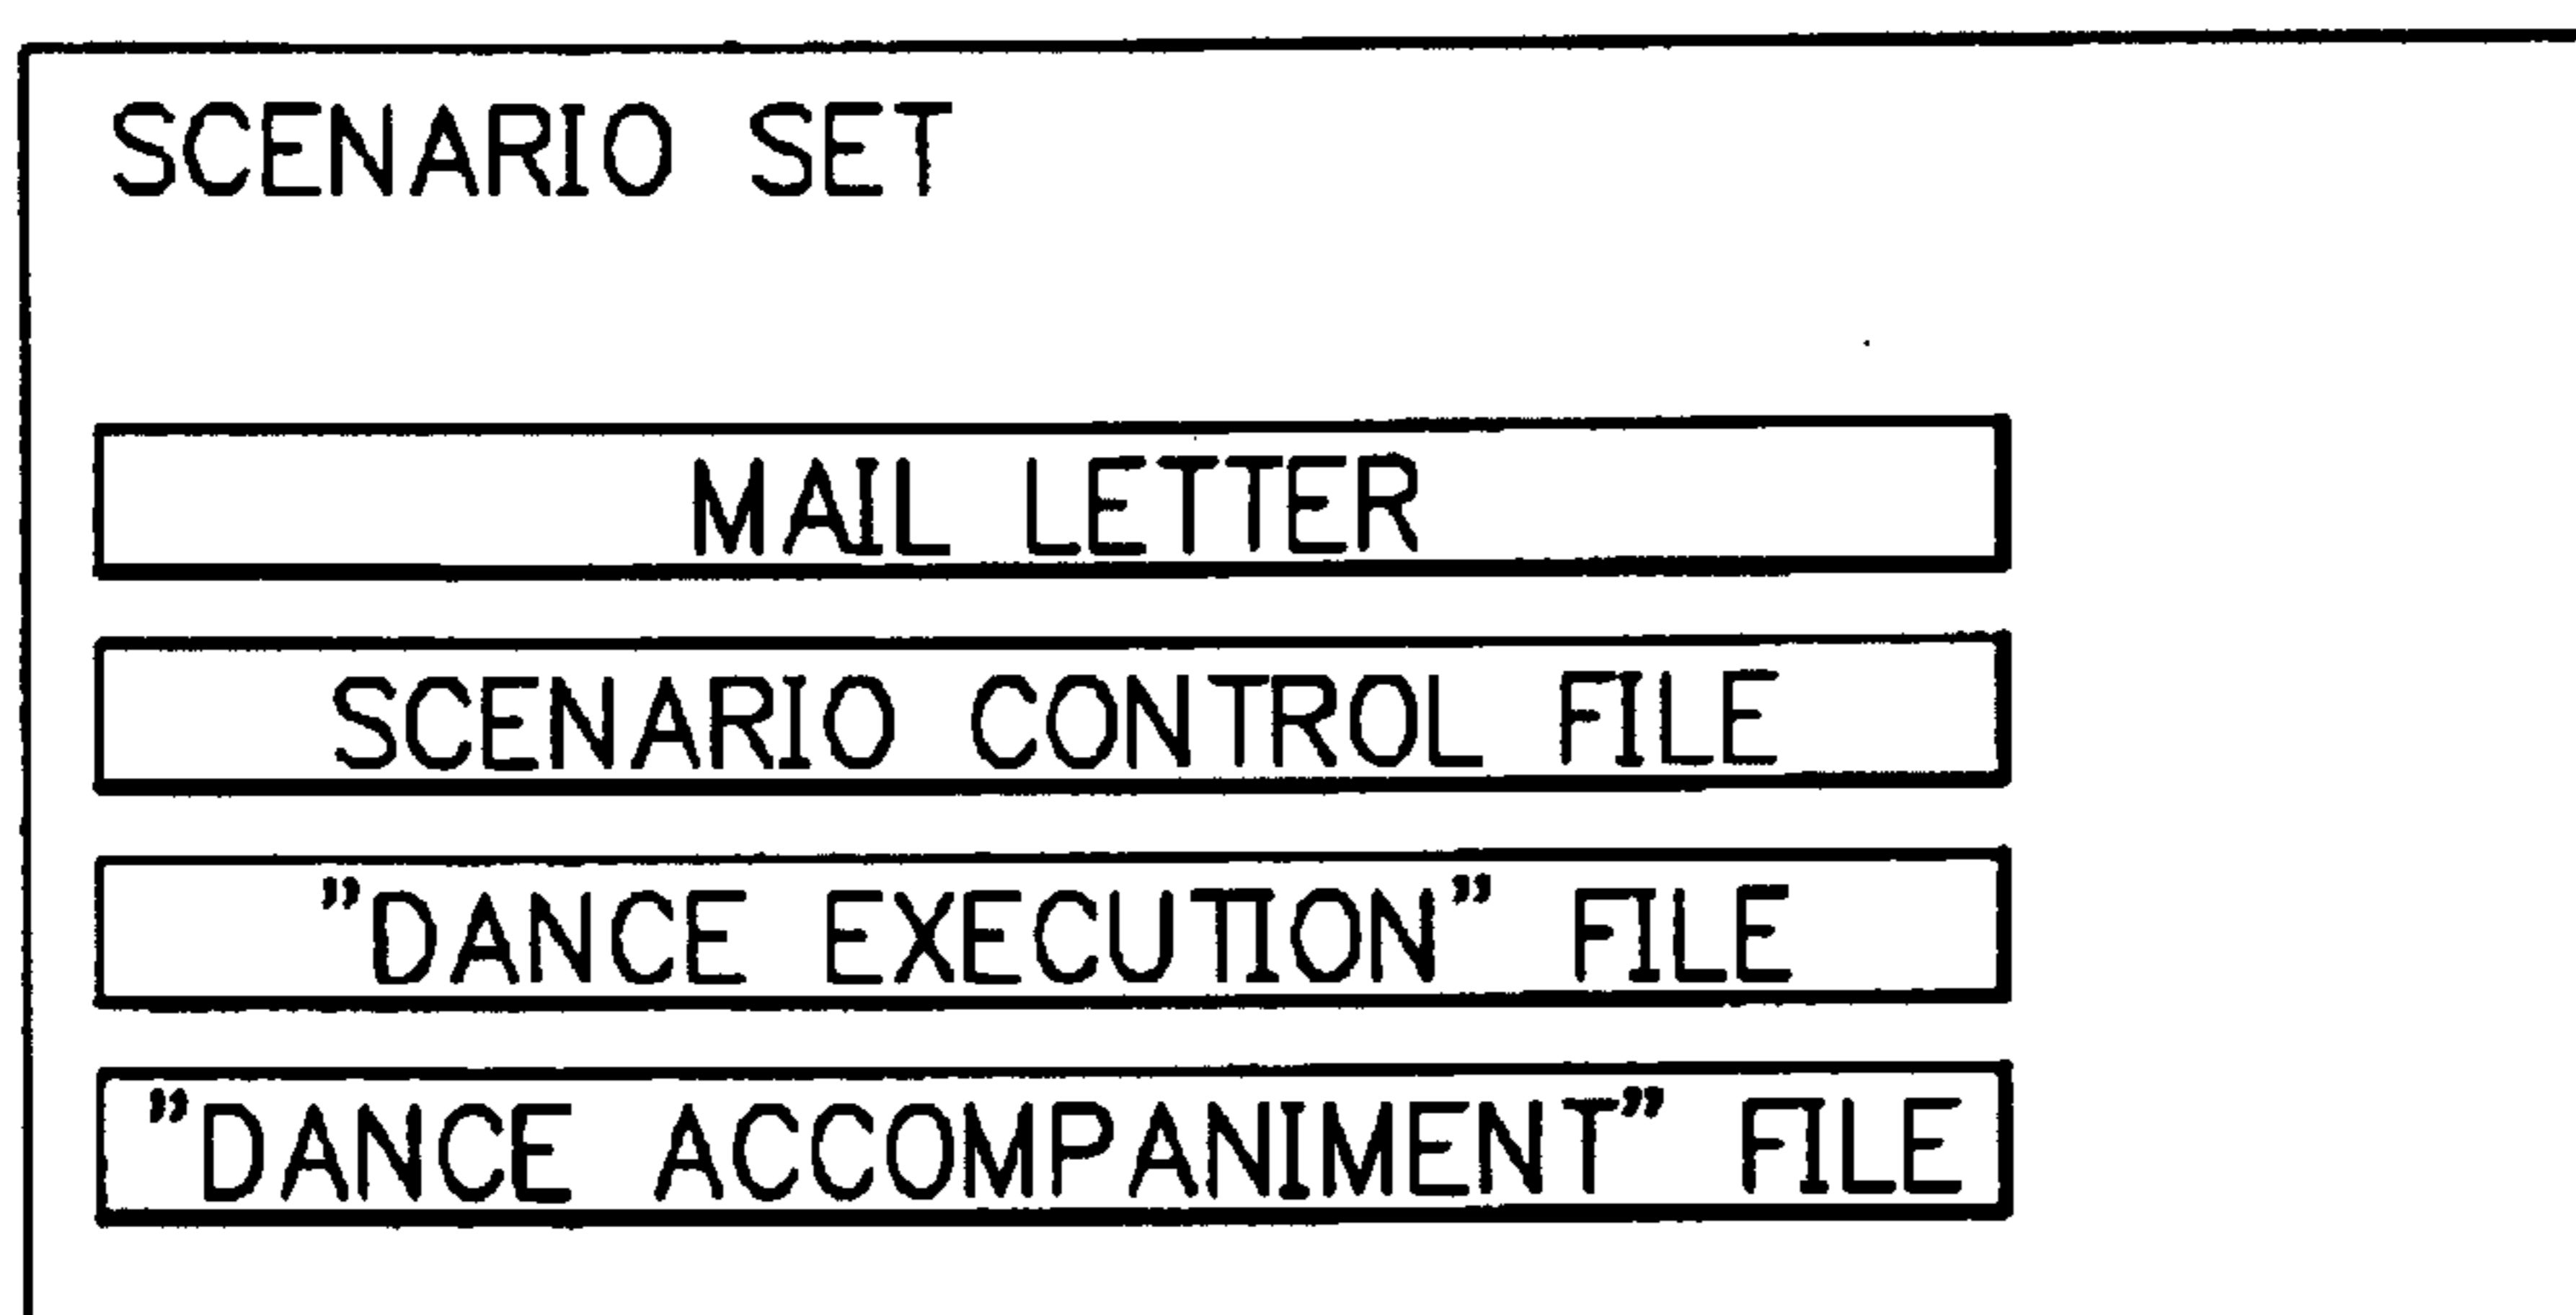 SCENARIO SET
MAIL LETTER
SCENARIO CONTROL FILE
”DANCE EXECUTION” FILE
”DANCE ACCOMPANIMENT” FILE